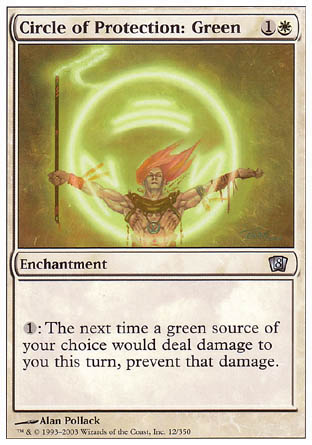 Circle of Protection: Green 1
Enchantment 8
1: The next time a green source of
your choice would deal damage to
you this turn, prevent that damage.
Alan Pollack
™ & © 1993–2003 Wizards of the Coast, Inc. 12/350